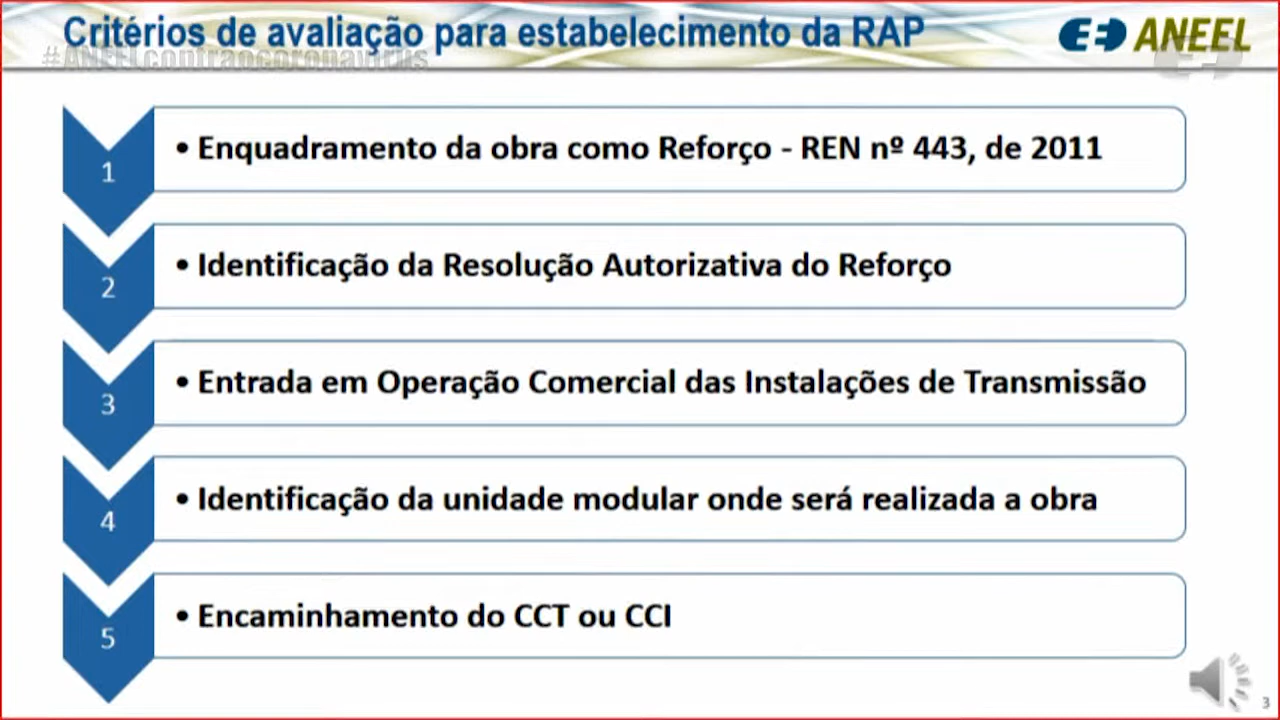 Critérios de avaliação para estabelecimento da RAP
ANEEL
#ANEELcontraocoronavírus
1
• Enquadramento da obra como Reforço - REN nº 443, de 2011
2
• Identificação da Resolução Autorizativa do Reforço
3
• Entrada em Operação Comercial das Instalações de Transmissão
4
• Identificação da unidade modular onde será realizada a obra
5
• Encaminhamento do CCT ou CCI
3